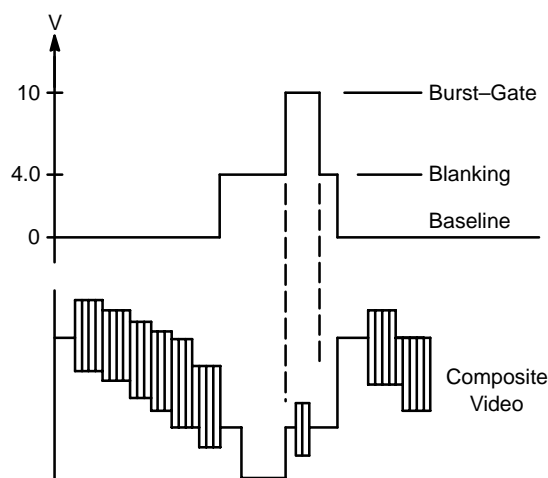 V
10
Burst–Gate
4.0
Blanking
Baseline
0
Composite
Video